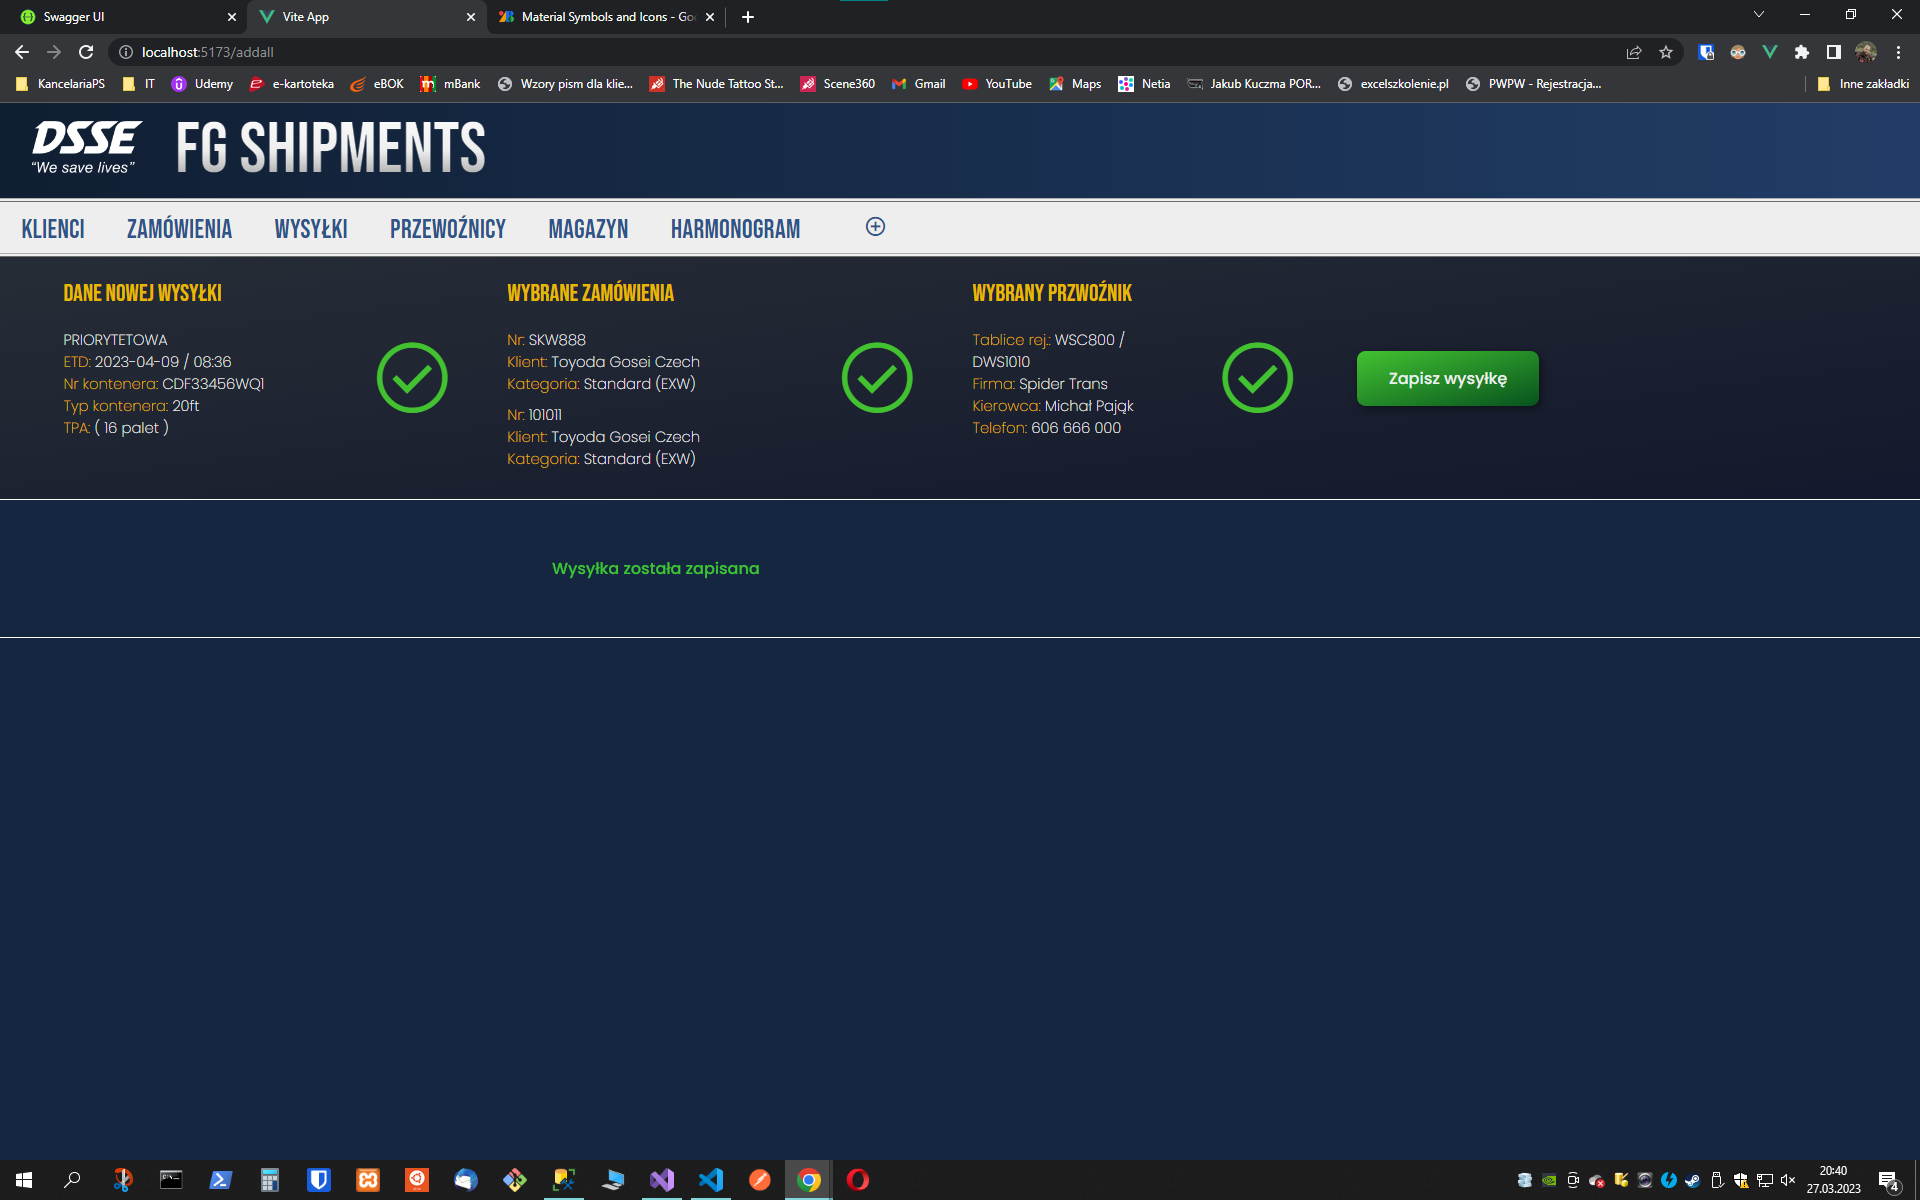 Swagger UI
Vite App
Material Symbols and Icons - Goo
localhost:5173/addall
KancelariaPS
IT
Udemy
e-kartoteka
eBOK
mBank
Wzory pism dla klie...
The Nude Tattoo St...
Scene360
Gmail
YouTube
Maps
Netia
Jakub Kuczma POR...
excelszkolenie.pl
PWPW - Rejestracja...
Inne zakładki
DSSE
“We save lives”
FG SHIPMENTS
KLIENCI
ZAMÓWIENIA
WYSYŁKI
PRZEWOŹNICY
MAGAZYN
HARMONOGRAM
DANE NOWEJ WYSYŁKI
PRIORYTETOWA
ETD: 2023-04-09 / 08:36
Nr kontenera: CDF33456WQ1
Typ kontenera: 20ft
TPA: ( 16 palet )
WYBRANE ZAMÓWIENIA
Nr: SKW888
Klient: Toyoda Gosei Czech
Kategoria: Standard (EXW)
Nr: 101011
Klient: Toyoda Gosei Czech
Kategoria: Standard (EXW)
WYBRANY PRZWOŹNIK
Tablice rej.: WSC800 /
DWS1010
Firma: Spider Trans
Kierowca: Michał Pająk
Telefon: 606 666 000
Zapisz wysyłkę
Wysyłka została zapisana
20:40
27.03.2023
4